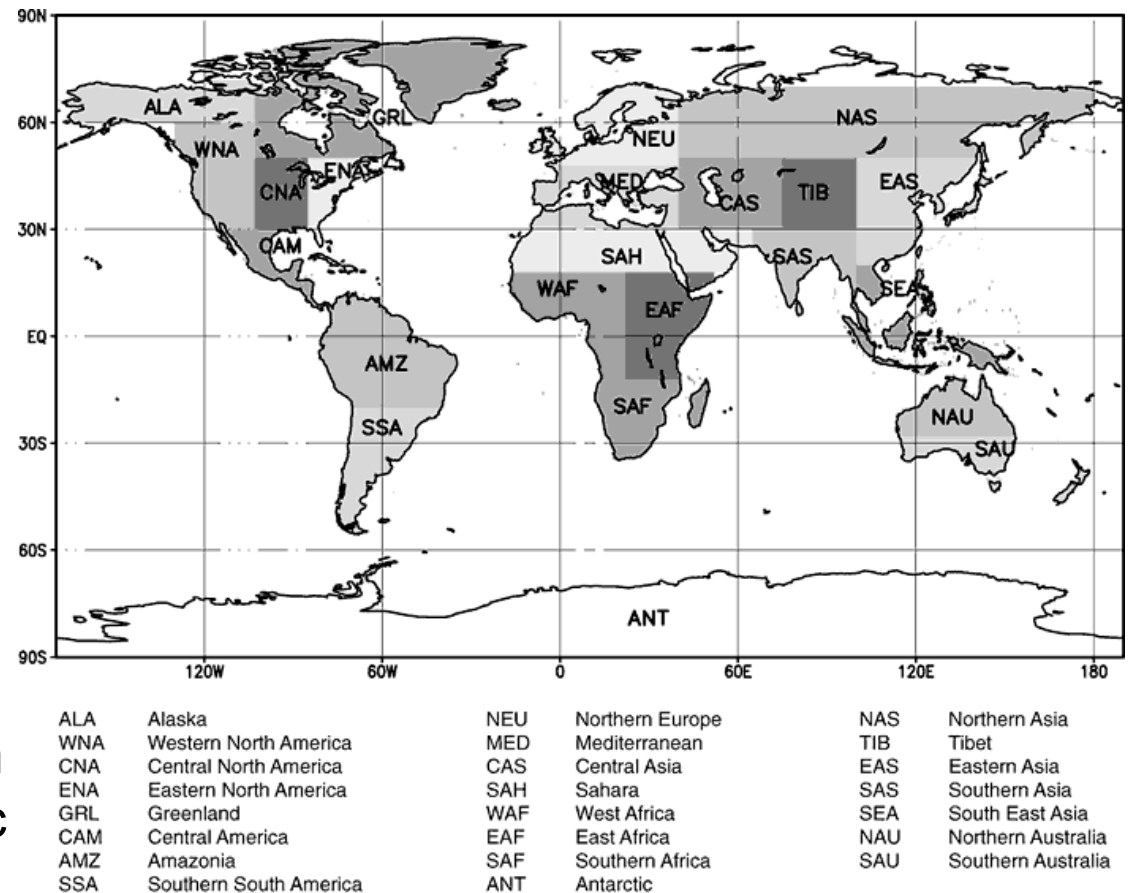 90N
60N
30N
EQ
30S
60S
90S
ALA
GRL
NAS
WNA
NEU
ENA
CNA
MED
CAS
TIB
EAS
CAM
SAH
SAS
WAF
EAF
SEA
AMZ
SAF
NAU
SSA
SAU
ANT
120W 60W 0 60E 120E 180
ALA Alaska
WNA Western North America
CNA Central North America
ENA Eastern North America
GRL Greenland
CAM Central America
AMZ Amazonia
SSA Southern South America
NEU Northern Europe
MED Mediterranean
CAS Central Asia
SAH Sahara
WAF West Africa
EAF East Africa
SAF Southern Africa
ANT Antarctic
NAS Northern Asia
TIB Tibet
EAS Eastern Asia
SAS Southern Asia
SEA South East Asia
NAU Northern Australia
SAU Southern Australia
c